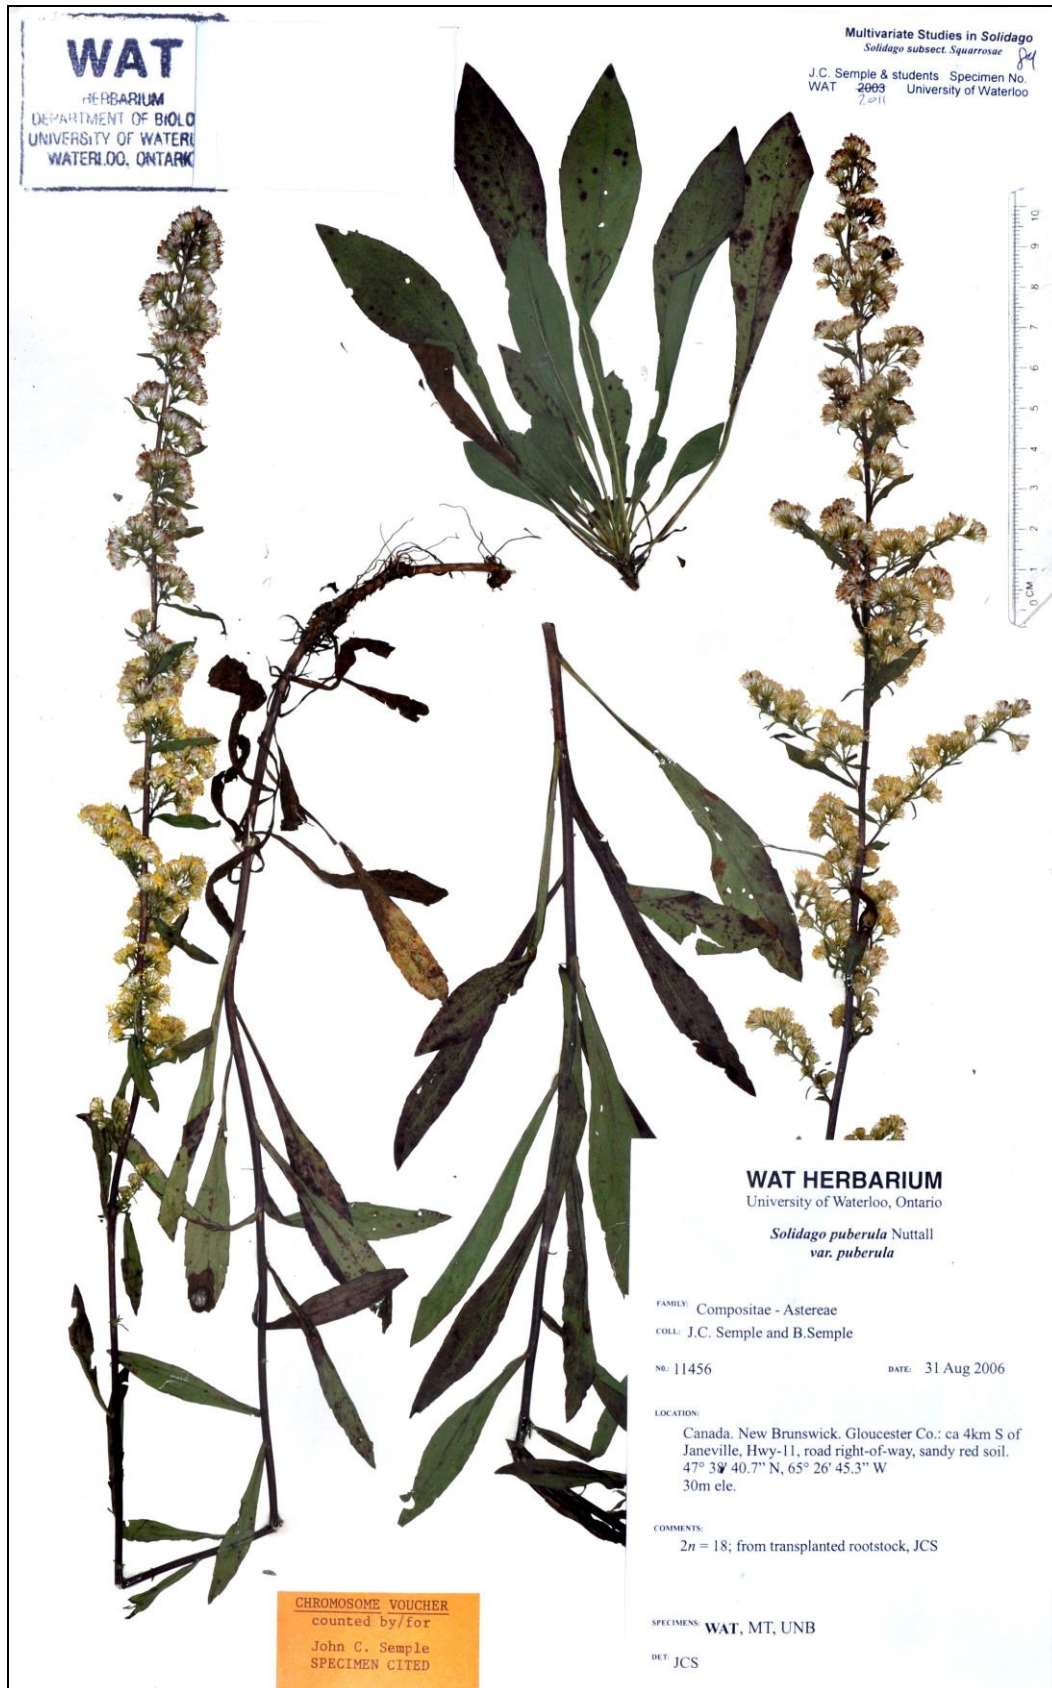 WAT
HERBARIUM
DEPARTMENT OF BIOLO
UNIVERSITY OF WATERL
WATERLOO, ONTARIO
Multivariate Studies in Solidago
Solidago subsect. Squarrosae
84
J.C. Semple & students Specimen No.
WAT 2003 University of Waterloo
2011
10
9
8
7
6
5
4
3
2
1
0 CM
WAT HERBARIUM
University of Waterloo, Ontario
Solidago puberula Nuttall
var. puberula
FAMILY: Compositae - Astereae
COLL: J.C. Semple and B.Semple
NO.: 11456 DATE: 31 Aug 2006
LOCATION:
Canada. New Brunswick. Gloucester Co.: ca 4km S of
Janeville, Hwy-11, road right-of-way, sandy red soil.
47° 40.7” N, 65° 26' 45.3” W
30m ele.
COMMENTS:
2n = 18; from transplanted rootstock, JCS
SPECIMENS: WAT, MT, UNB
DET: JCS
CHROMOSOME VOUCHER
counted by/for
John C. Semple
SPECIMEN CITED